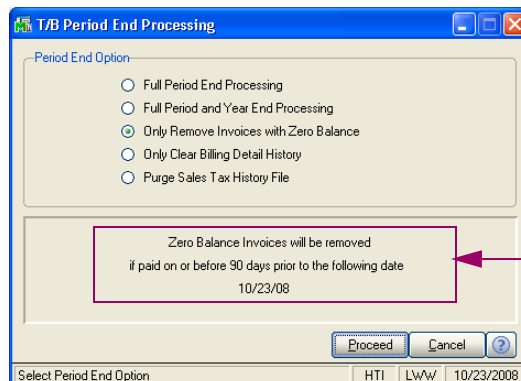 T/B Period End Processing
Period End Option
Full Period End Processing
Full Period and Year End Processing
Only Remove Invoices with Zero Balance
Only Clear Billing Detail History
Purge Sales Tax History File
Zero Balance Invoices will be removed
if paid on or before 90 days prior to the following date
10/23/08
Proceed Cancel ?
Select Period End Option HTI LWW 10/23/2008